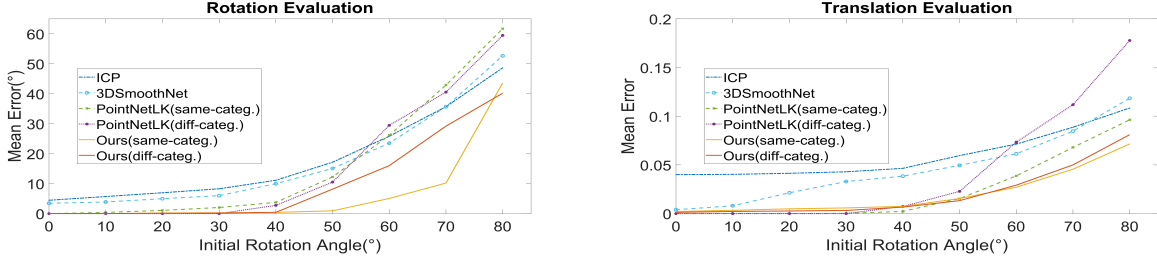 Rotation Evaluation
60
50
40
30
20
10
0
Mean Error(°)
ICP
3DSmoothNet
PointNetLK(same-categ.)
PointNetLK(diff-categ.)
Ours(same-categ.)
Ours(diff-categ.)
0 10 20 30 40 50 60 70 80
Initial Rotation Angle(°)
Translation Evaluation
0.2
0.15
0.1
0.05
0
Mean Error
ICP
3DSmoothNet
PointNetLK(same-categ.)
PointNetLK(diff-categ.)
Ours(same-categ.)
Ours(diff-categ.)
0 10 20 30 40 50 60 70 80
Initial Rotation Angle(°)